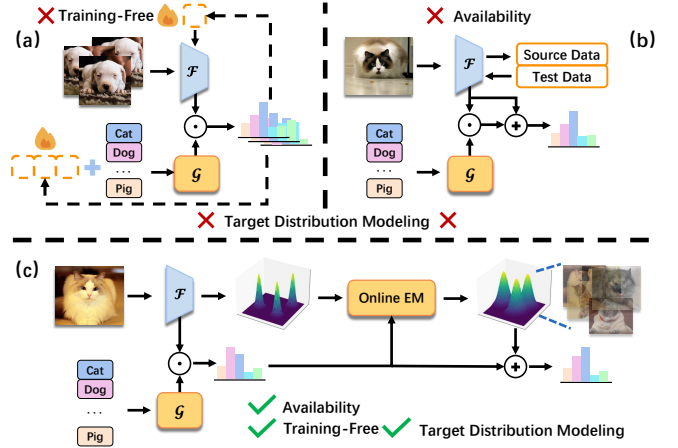 (a)
Training-Free
F
Cat
Dog
...
Pig
G
Availability
(b)
F
Source Data
Test Data
Cat
Dog
...
Pig
G
Target Distribution Modeling
(c)
F
Online EM
Cat
Dog
...
Pig
G
Availability
Training-Free
Target Distribution Modeling